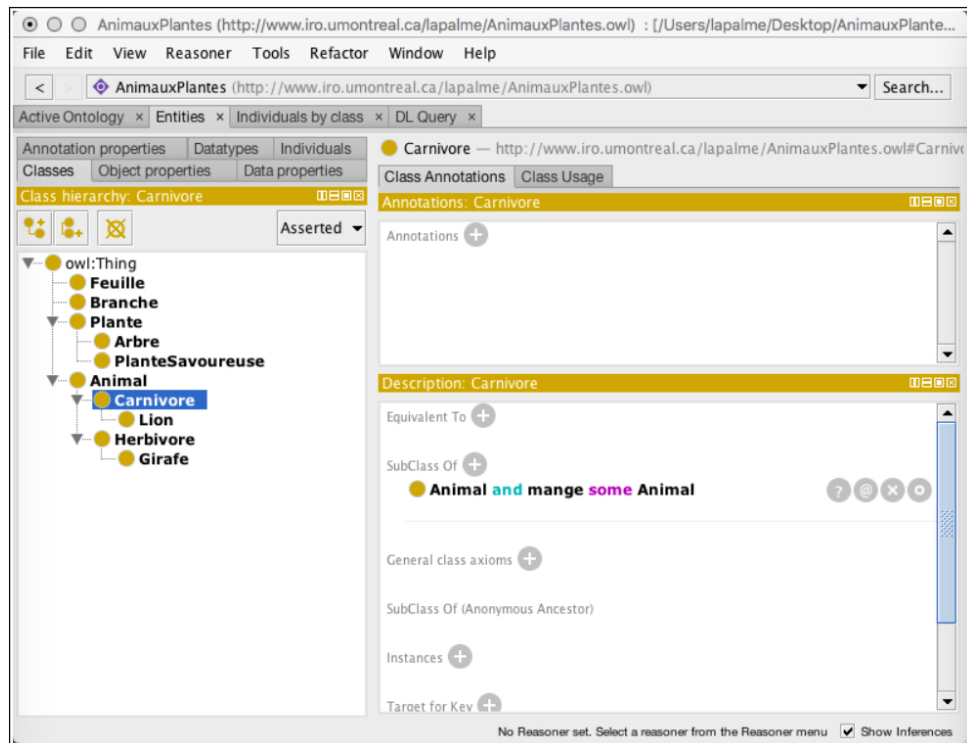 AnimauxPlantes (http://www.iro.umontreal.ca/lapalme/AnimauxPlantes.owl) : [/Users/lapalme/Desktop/AnimauxPlante...
File Edit View Reasoner Tools Refactor Window Help
< > AnimauxPlantes (http://www.iro.umontreal.ca/lapalme/AnimauxPlantes.owl) Search...
Active Ontology × Entities × Individuals by class × DL Query ×
Annotation properties Datatypes Individuals
Classes Object properties Data properties
Class hierarchy: Carnivore
Asserted
owl:Thing
Feuille
Branche
Plante
Arbre
PlanteSavoureuse
Animal
Carnivore
Lion
Herbivore
Girafe
Carnivore — http://www.iro.umontreal.ca/lapalme/AnimauxPlantes.owl#Carniv
Class Annotations Class Usage
Annotations: Carnivore
Annotations +
Description: Carnivore
Equivalent To +
SubClass Of +
Animal and mange some Animal ? @ × o
General class axioms +
SubClass Of (Anonymous Ancestor)
Instances +
Target for Key +
No Reasoner set. Select a reasoner from the Reasoner menu Show Inferences